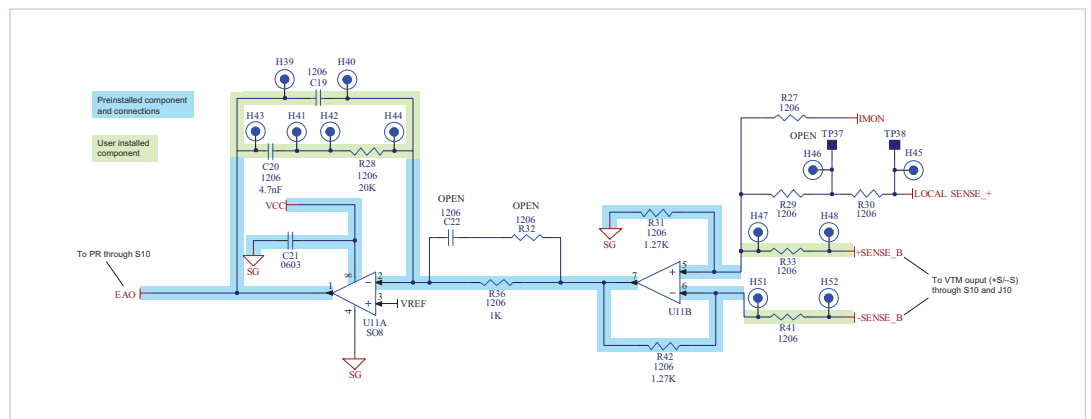 Preinstalled component
and connections
User installed
component
H39
H40
1206
C19
H43
H41
H42
H44
C20
1206
4.7nF
R28
1206
20K
VCC
SG
C21
0603
To PR through S10
EAO
1
8
2
3
4
VREF
U11A
SO8
SG
OPEN
1206
C22
OPEN
1206
R32
R36
1206
1K
SG
R31
1206
1.27K
7
5
6
U11B
R42
1206
1.27K
R27
1206
IMON
OPEN
TP37
TP38
H46
H45
R29
1206
R30
1206
LOCAL SENSE_+
H47
H48
R33
1206
+SENSE_B
H51
H52
R41
1206
-SENSE_B
To VTM ouput (+S/–S)
through S10 and J10